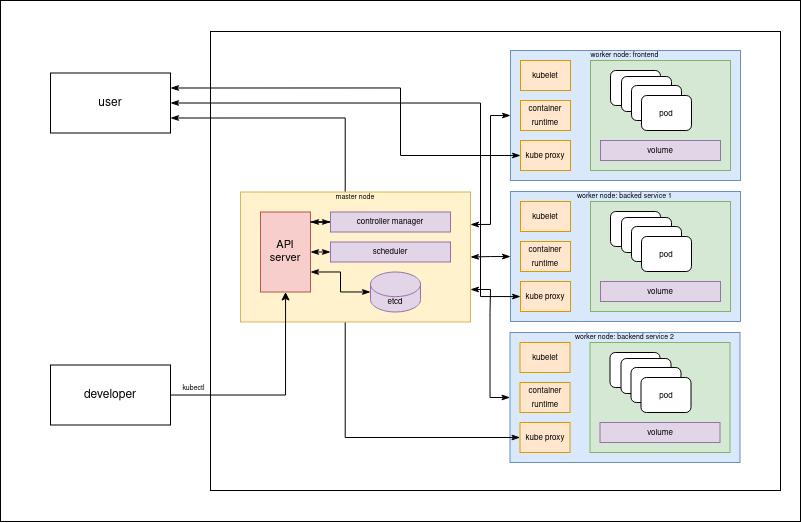 user
developer
kubectl
master node
API
server
controller manager
scheduler
etcd
worker node: frontend
kubelet
container
runtime
kube proxy
pod
volume
worker node: backed service 1
kubelet
container
runtime
kube proxy
pod
volume
worker node: backend service 2
kubelet
container
runtime
kube proxy
pod
volume